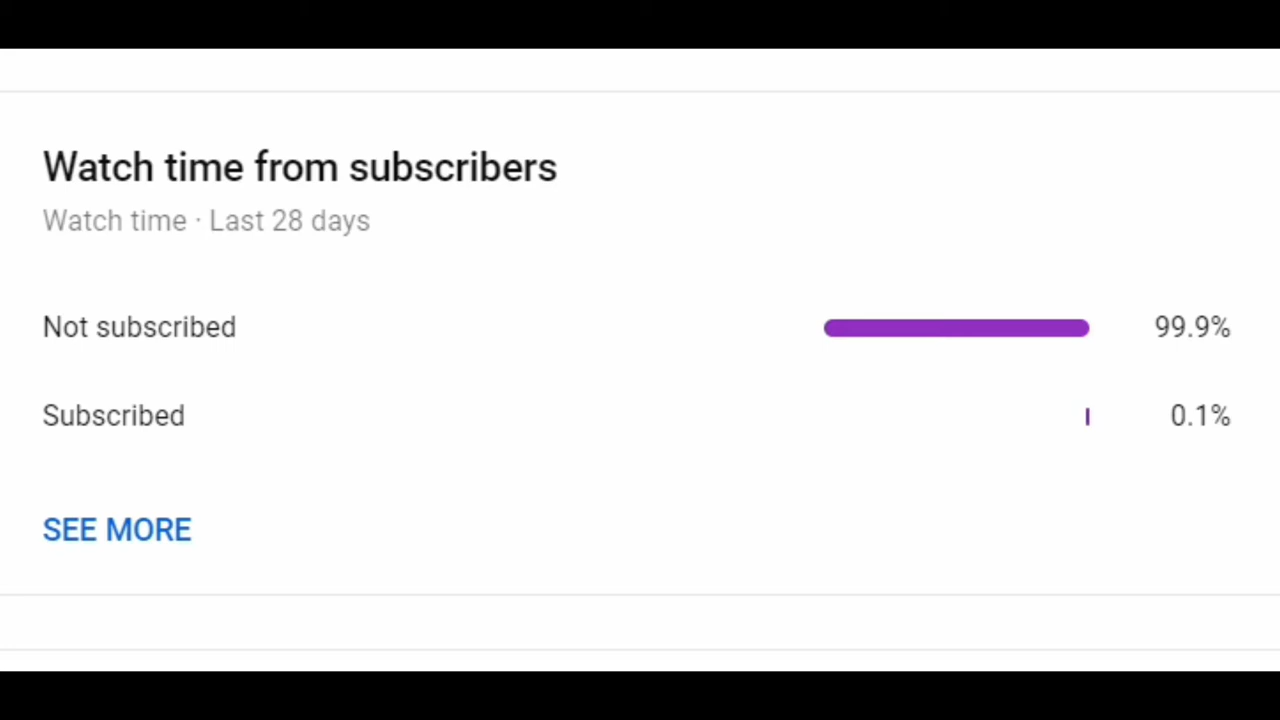 Watch time from subscribers
Watch time · Last 28 days
Not subscribed 99.9%
Subscribed 0.1%
SEE MORE